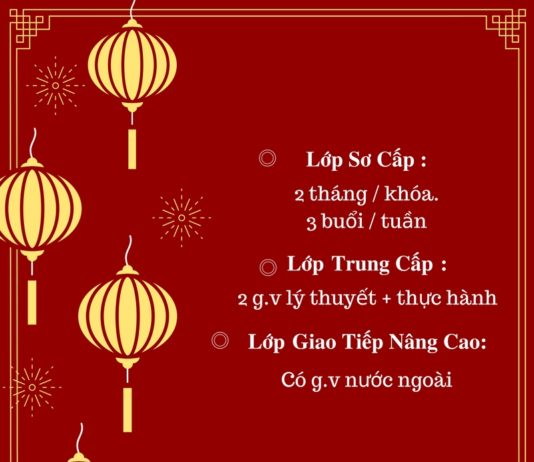 Lớp Sơ Cấp :
2 tháng / khóa.
3 buổi / tuần
Lớp Trung Cấp :
2 g.v lý thuyết + thực hành
Lớp Giao Tiếp Nâng Cao:
Có g.v nước ngoài